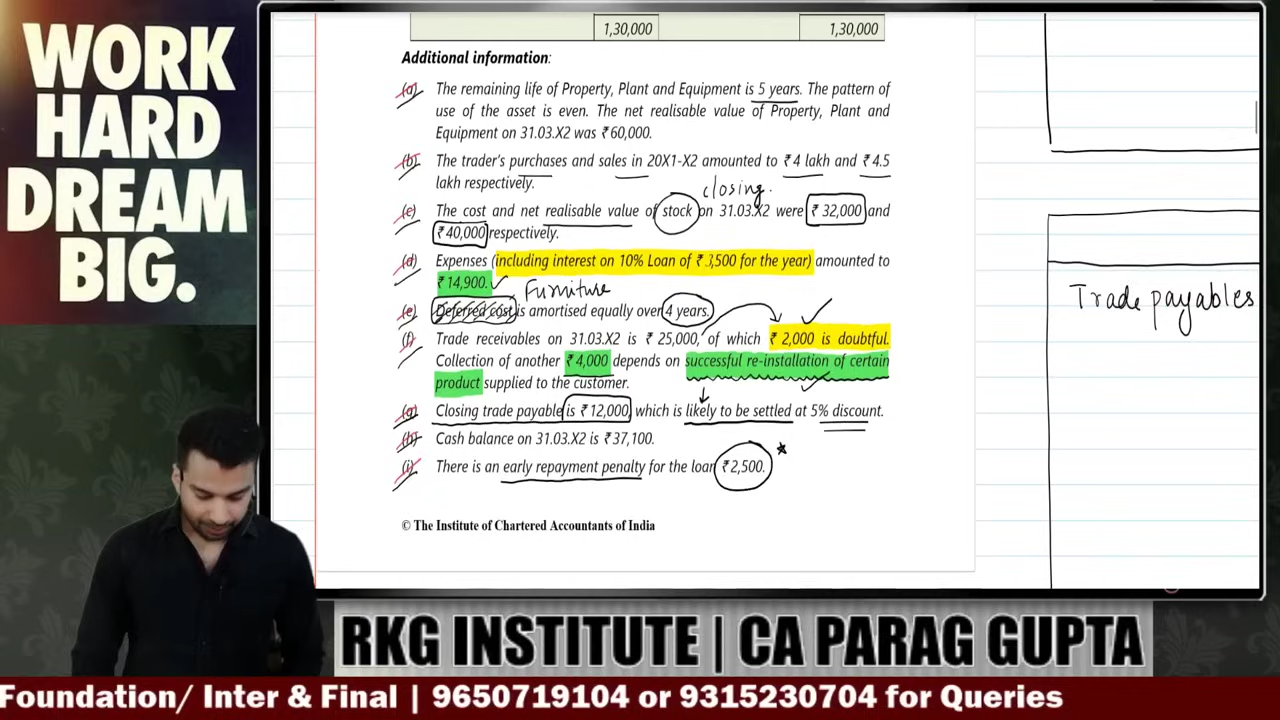 WORK
HARD
DREAM
BIG.
1,30,000 1,30,000
Additional information:
(a) The remaining life of Property, Plant and Equipment is 5 years. The pattern of
use of the asset is even. The net realisable value of Property, Plant and
Equipment on 31.03.X2 was ₹ 60,000.
(b) The trader's purchases and sales in 20X1-X2 amounted to ₹ 4 lakh and ₹ 4.5
lakh respectively.
closing.
(c) The cost and net realisable value of stock on 31.03.X2 were ₹ 32,000 and
₹ 40,000 respectively.
(d) Expenses (including interest on 10% Loan of ₹ 3,500 for the year) amounted to
₹ 14,900.
Furniture
(e) Deferred cost is amortised equally over 4 years.
(f) Trade receivables on 31.03.X2 is ₹ 25,000, of which ₹ 2,000 is doubtful.
Collection of another ₹ 4,000 depends on successful re-installation of certain
product supplied to the customer.
(g) Closing trade payable is ₹ 12,000, which is likely to be settled at 5% discount.
(h) Cash balance on 31.03.X2 is ₹ 37,100.
(i) There is an early repayment penalty for the loan ₹ 2,500.
© The Institute of Chartered Accountants of India
Trade payables
RKG INSTITUTE | CA PARAG GUPTA
Foundation/ Inter & Final | 9650719104 or 9315230704 for Queries